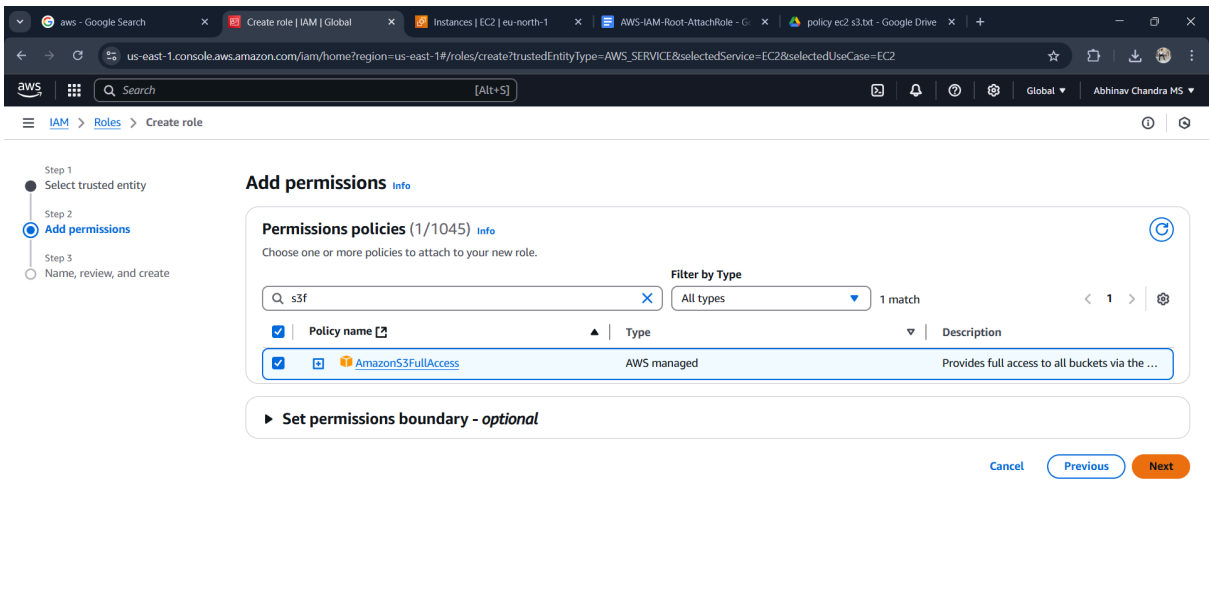 aws - Google Search
Create role | IAM | Global
Instances | EC2 | eu-north-1
AWS-IAM-Root-AttachRole - Go
policy ec2 s3.txt - Google Drive
us-east-1.console.aws.amazon.com/iam/home?region=us-east-1#/roles/create?trustedEntityType=AWS_SERVICE&selectedService=EC2&selectedUseCase=EC2
aws
Search [Alt+S]
Global
Abhinav Chandra MS
IAM > Roles > Create role
Step 1
Select trusted entity
Step 2
Add permissions
Step 3
Name, review, and create
Add permissions Info
Permissions policies (1/1045) Info
Choose one or more policies to attach to your new role.
Filter by Type
s3f
All types
1 match
1
Policy name Type Description
AmazonS3FullAccess AWS managed Provides full access to all buckets via the ...
Set permissions boundary - optional
Cancel Previous Next